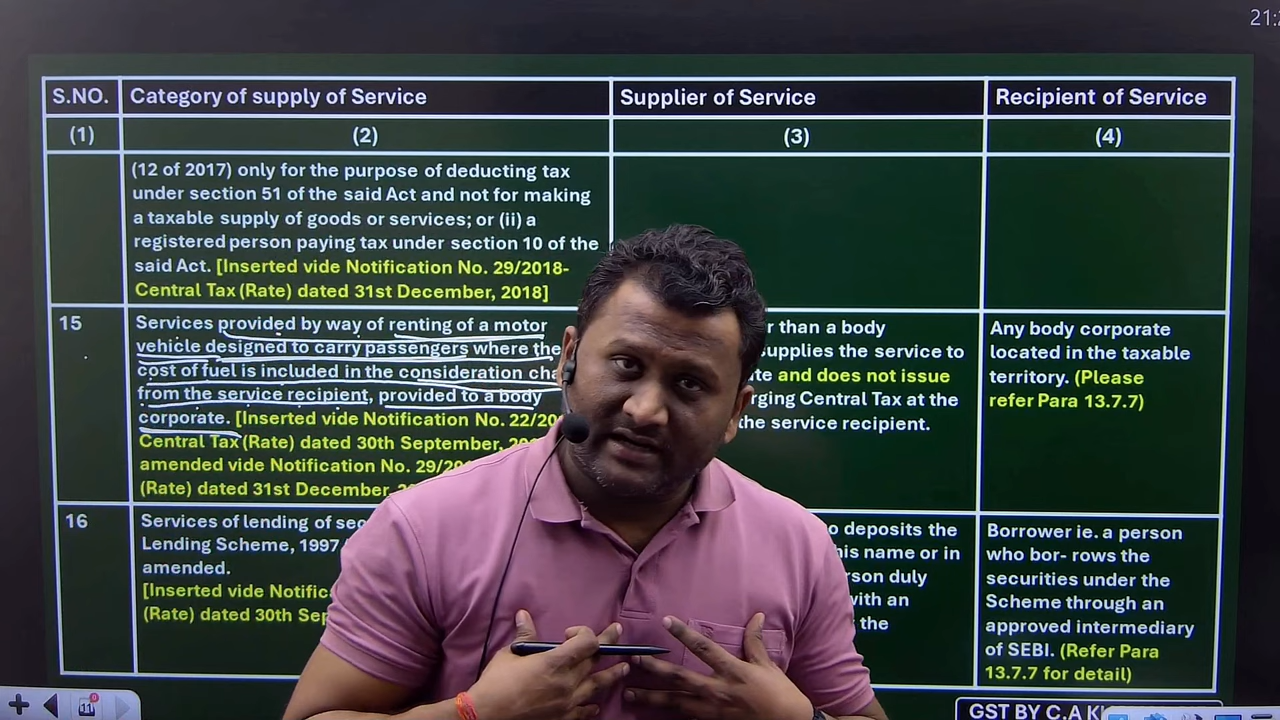 21:
S.NO. Category of supply of Service Supplier of Service Recipient of Service
(1) (2) (3) (4)
(12 of 2017) only for the purpose of deducting tax
under section 51 of the said Act and not for making
a taxable supply of goods or services; or (ii) a
registered person paying tax under section 10 of the
said Act. [Inserted vide Notification No. 29/2018-
Central Tax (Rate) dated 31st December, 2018]
15
Services provided by way of renting of a motor
vehicle designed to carry passengers where the
cost of fuel is included in the consideration
from the service recipient, provided to a body
corporate. [Inserted vide Notification No. 22/20
Central Tax (Rate) dated 30th September,
amended vide Notification No. 29/20
(Rate) dated 31st December,
r than a body
supplies the service to
and does not issue
Central Tax at the
the service recipient.
Any body corporate
located in the taxable
territory. (Please
refer Para 13.7.7)
16
Services of lending of
Lending Scheme, 1997
amended.
[Inserted vide
(Rate) dated 30th
deposits the
his name or in
duly
with an
the
Borrower ie. a person
who bor- rows the
securities under the
Scheme through an
approved intermediary
of SEBI. (Refer Para
13.7.7 for detail)
11
GST BY C.A